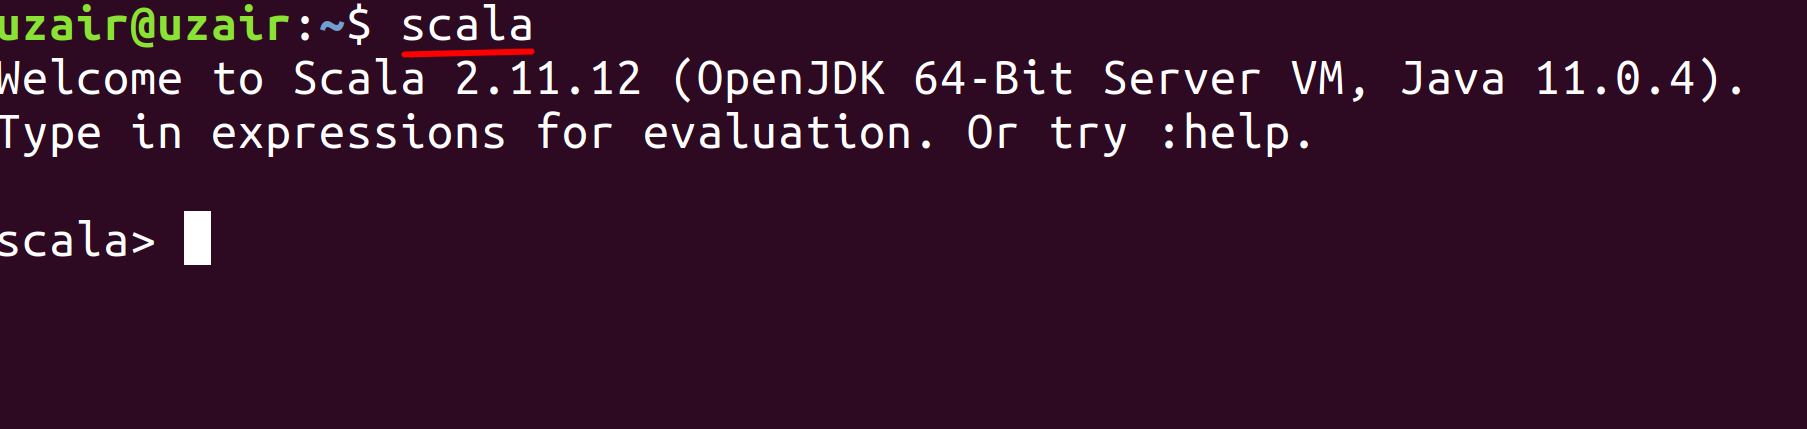 uzair@uzair:~$ scala
Welcome to Scala 2.11.12 (OpenJDK 64-Bit Server VM, Java 11.0.4).
Type in expressions for evaluation. Or try :help.
scala>